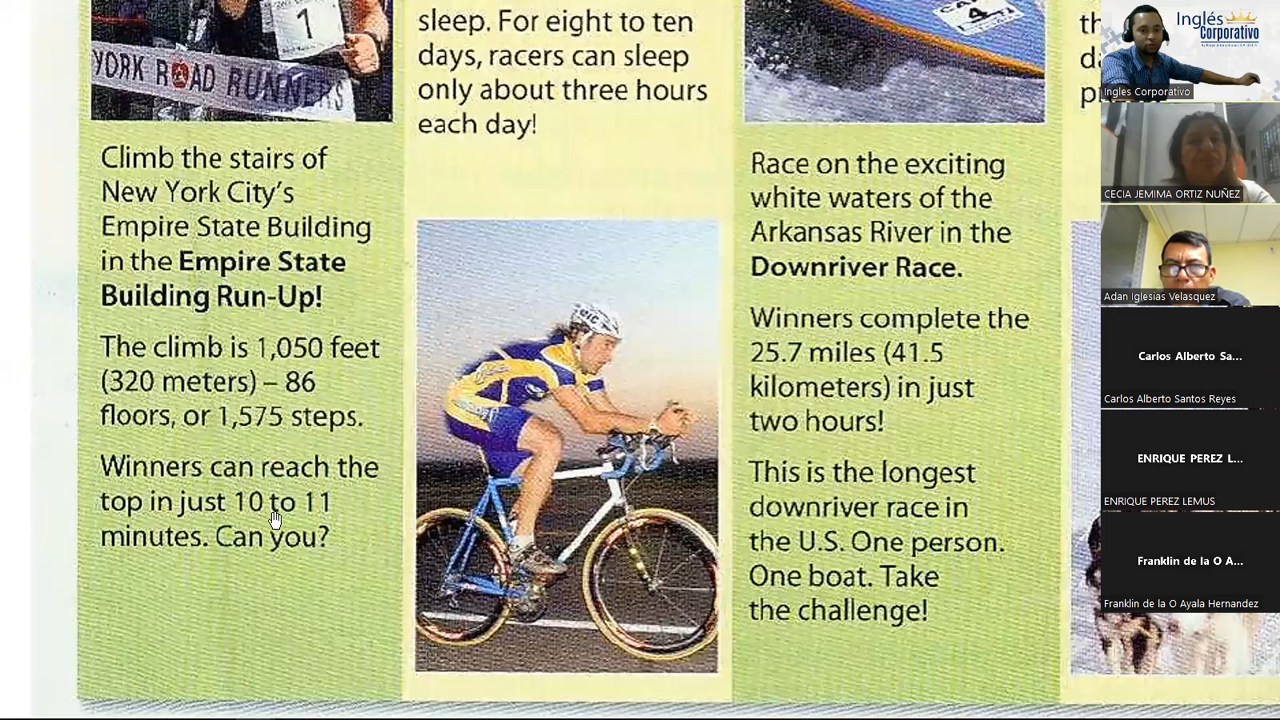 1
YORK ROAD RUNNERS
Climb the stairs of
New York City's
Empire State Building
in the Empire State
Building Run-Up!
The climb is 1,050 feet
(320 meters) – 86
floors, or 1,575 steps.
Winners can reach the
top in just 10 to 11
minutes. Can you?
sleep. For eight to ten
days, racers can sleep
only about three hours
each day!
4
Race on the exciting
white waters of the
Arkansas River in the
Downriver Race.
Winners complete the
25.7 miles (41.5
kilometers) in just
two hours!
This is the longest
downriver race in
the U.S. One person.
One boat. Take
the challenge!
Inglés
Corporativo
Ingles Corporativo
CECIA JEMIMA ORTIZ NUÑEZ
Adan Iglesias Velasquez
Carlos Alberto Sa...
Carlos Alberto Santos Reyes
ENRIQUE PEREZ L...
ENRIQUE PEREZ LEMUS
Franklin de la O A...
Franklin de la O Ayala Hernandez